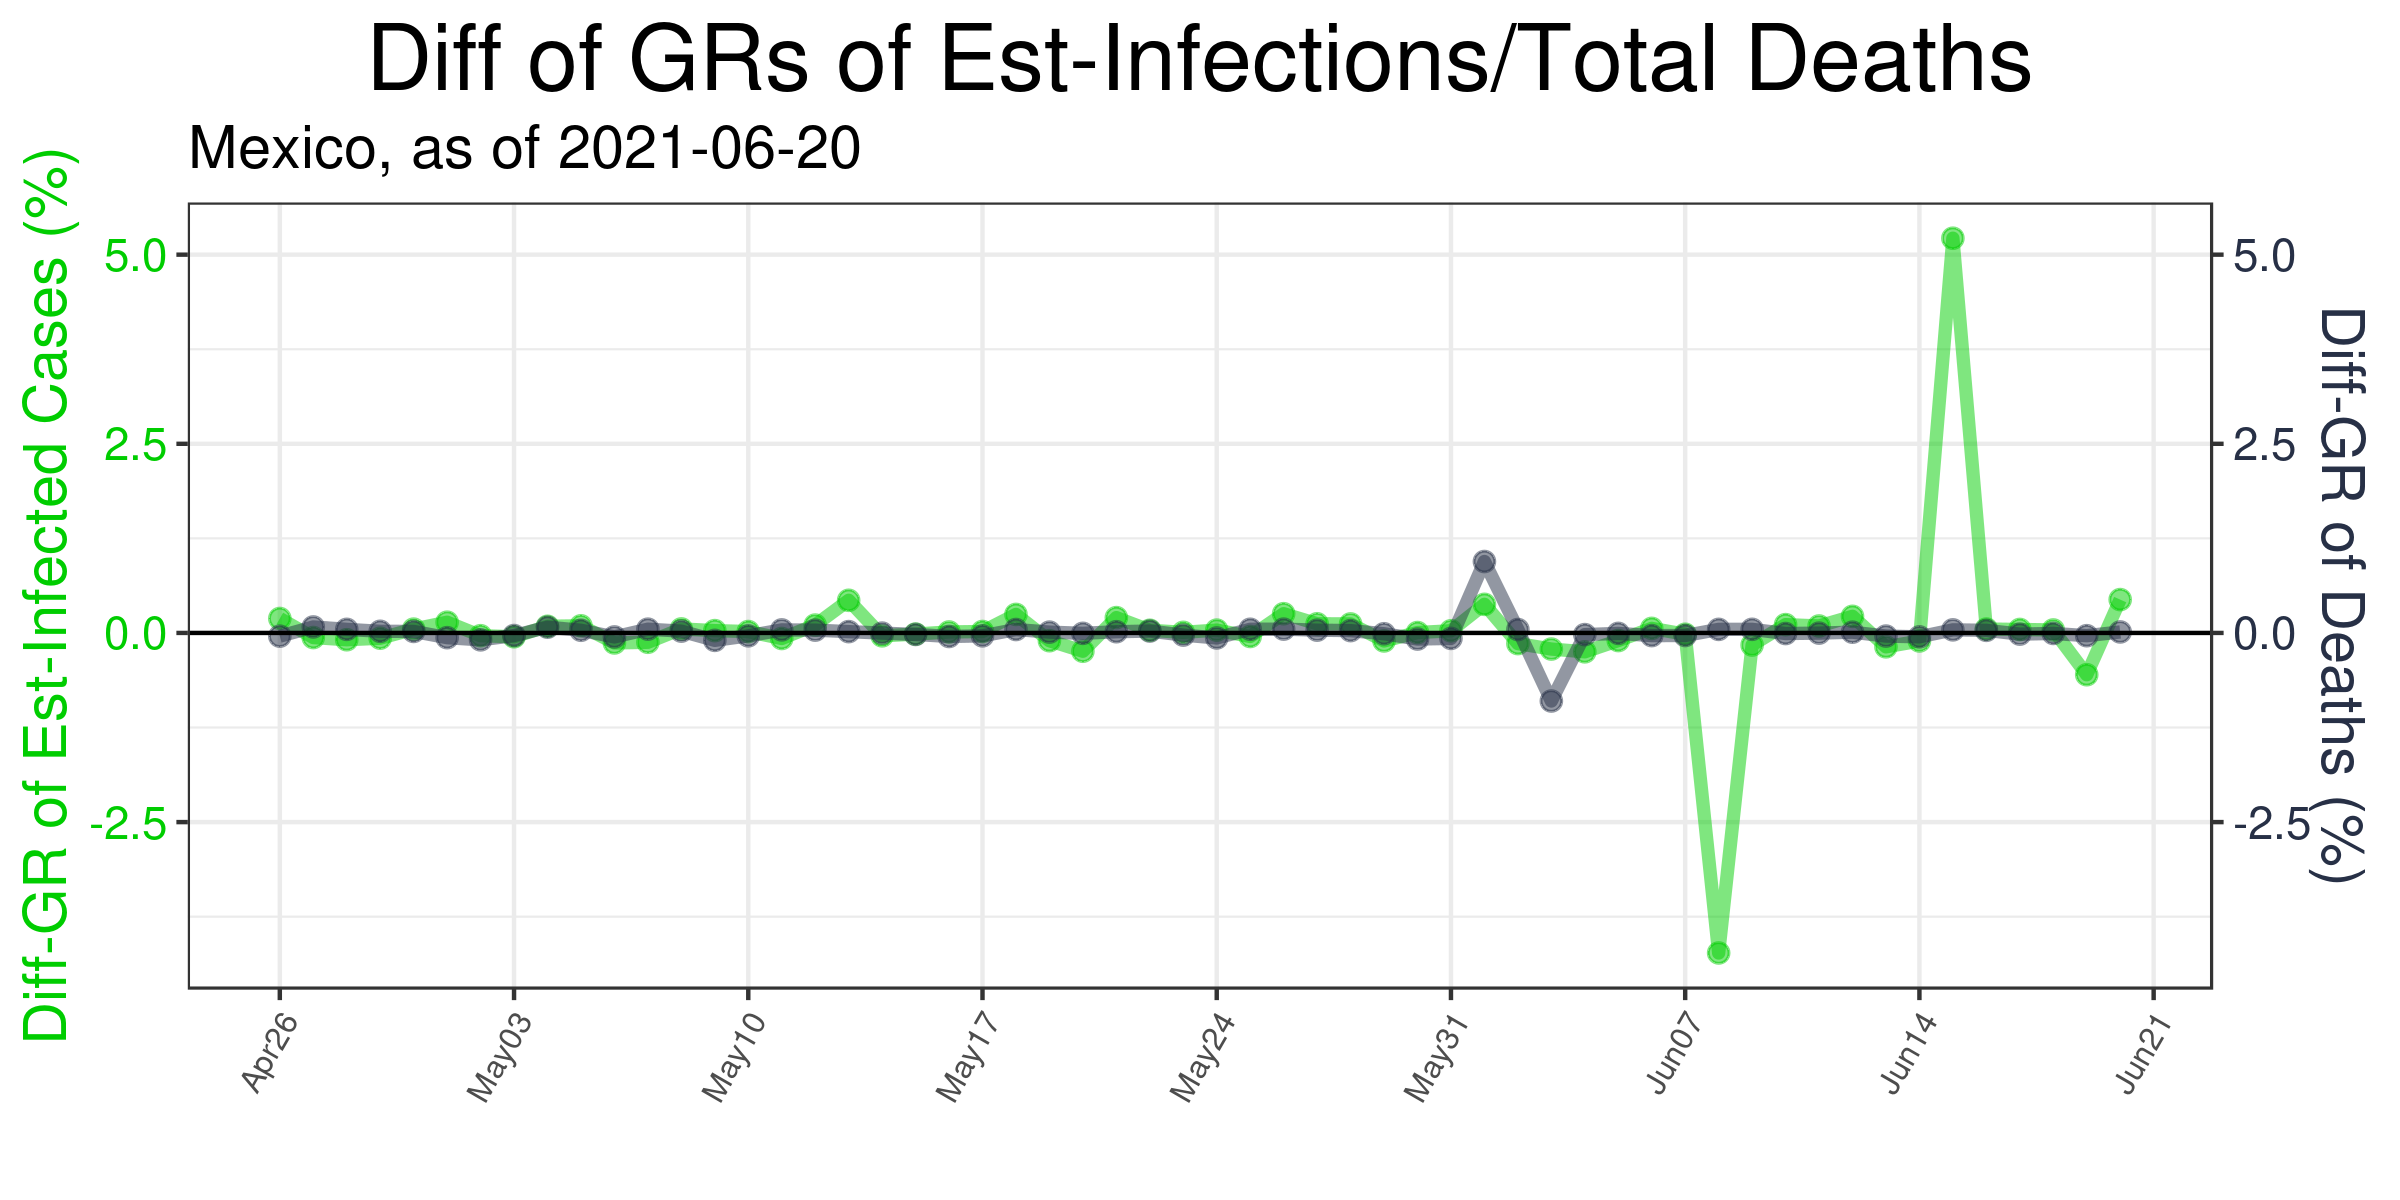 Diff of GRs of Est-Infections/Total Deaths
Mexico, as of 2021-06-20
Diff-GR of Est-Infected Cases (%)
5.0
2.5
0.0
-2.5
5.0
2.5
0.0
-2.5
Diff-GR of Deaths (%)
Apr26
May03
May10
May17
May24
May31
Jun07
Jun14
Jun21